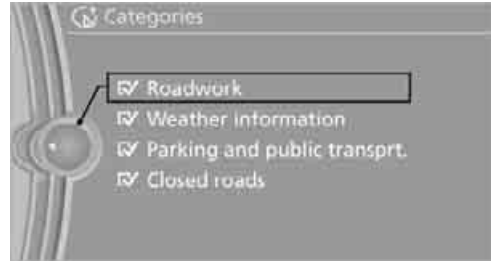 Categories
Roadwork
Weather information
Parking and public transprt.
Closed roads